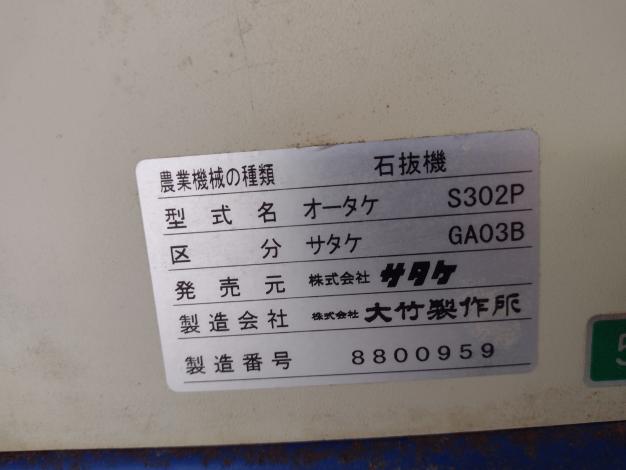 農業機械の種類 石抜機
型式名 オータケ S302P
区分 サタケ GA03B
発売元 株式会社 サタケ
製造会社 株式会社 大竹製作所
製造番号 8800959
5